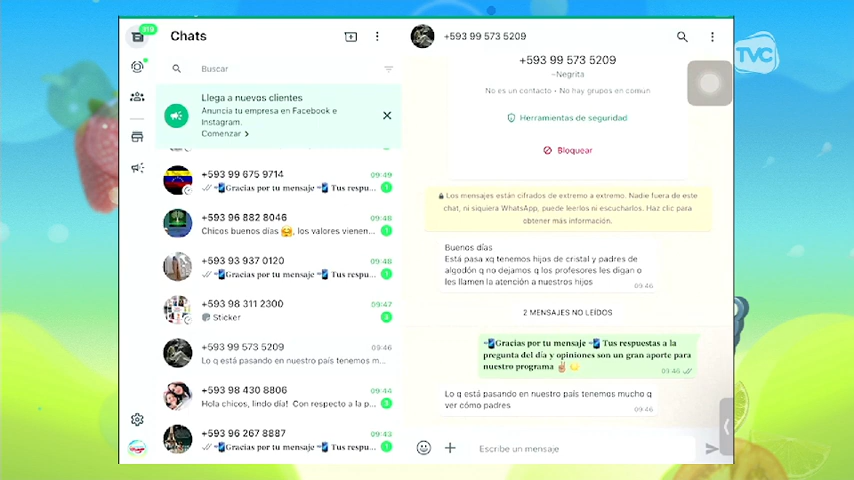 119
Chats
Buscar
Llega a nuevos clientes
Anuncia tu empresa en Facebook e
Instagram.
Comenzar >
+593 99 675 9714
09:49
Gracias por tu mensaje Tus respu...
1
+593 96 882 8046
09:48
Chicos buenos días 🥰, los valores vienen...
1
+593 93 937 0120
09:48
Gracias por tu mensaje Tus respu...
1
+593 98 311 2300
09:47
Sticker
+593 99 573 5209
09:46
Lo q está pasando en nuestro país tenemos m...
+593 98 430 8806
09:44
Hola chicos, lindo día! Con respecto a la p...
+593 96 267 8887
09:43
Gracias por tu mensaje Tus respu...
1
+593 99 573 5209
TVC
+593 99 573 5209
~Negrita
No es un contacto • No hay grupos en común
Herramientas de seguridad
Bloquear
Los mensajes están cifrados de extremo a extremo. Nadie fuera de este
chat, ni siquiera WhatsApp, puede leerlos ni escucharlos. Haz clic para
obtener más información.
Buenos días
Está pasa xq tenemos hijos de cristal y padres de
algodón q no dejamos q los profesores les digan o
les llamen la atención a nuestros hijos
09:46
2 MENSAJES NO LEÍDOS
📲Gracias por tu mensaje 📲 Tus respuestas a la
pregunta del día y opiniones son un gran aporte para
nuestro programa ✌
09:46
Lo q está pasando en nuestro país tenemos mucho q
ver cómo padres
09:46
Escribe un mensaje